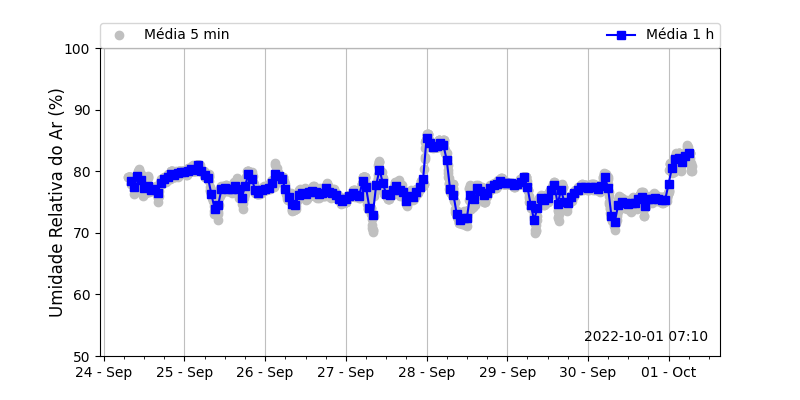 Média 5 min
Média 1 h
100
90
80
70
60
50
Umidade Relativa do Ar (%)
2022-10-01 07:10
24 - Sep
25 - Sep
26 - Sep
27 - Sep
28 - Sep
29 - Sep
30 - Sep
01 - Oct